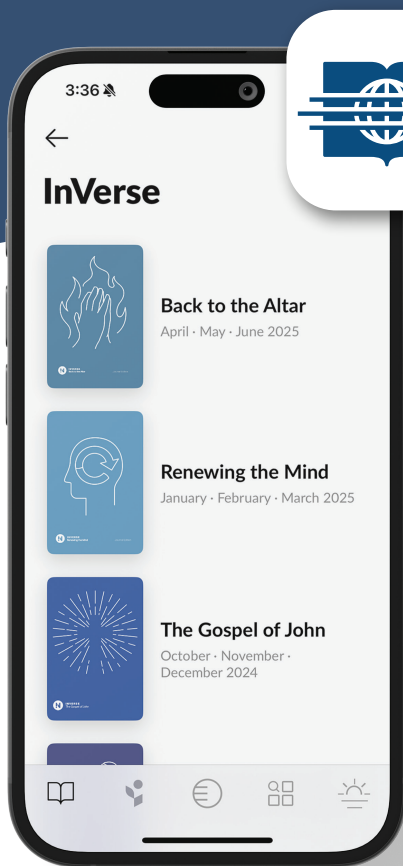 3:36
InVerse
Back to the Altar
April · May · June 2025
Renewing the Mind
January · February · March 2025
The Gospel of John
October · November ·
December 2024